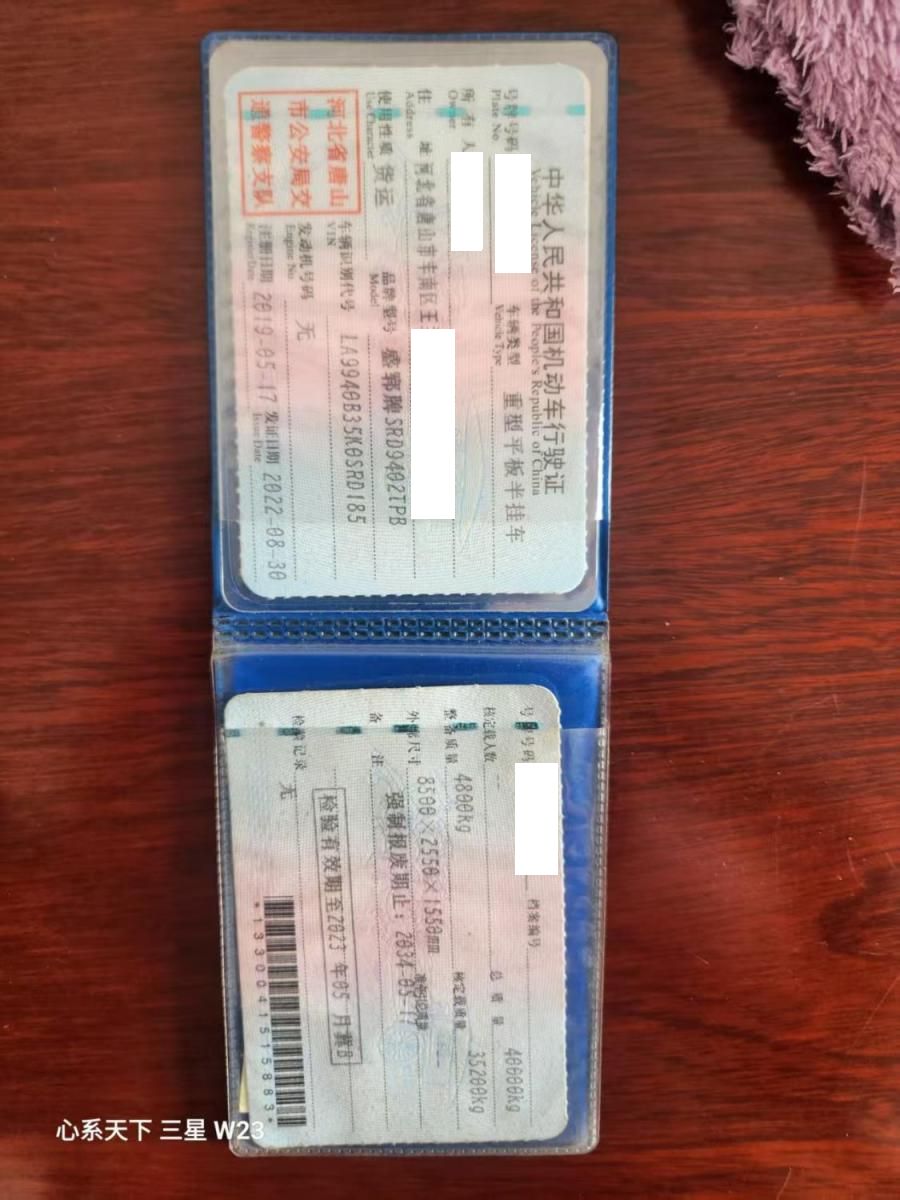 中华人民共和国机动车行驶证
Vehicle License of the People's Republic of China
号牌号码
Plate No.
车辆类型 重型平板半挂车
Vehicle Type
所有人
Owner
住址 河北省唐山市丰南区王
Address
使用性质 货运
Use Character
品牌型号 盛郓牌SRD9402TPB
Model
河北省唐山
市公安局交
通警察支队
车辆识别代号 LA9940B35K0SRD185
VIN
发动机号码 无
Engine No.
注册日期 2019-05-17
Register Date
发证日期 2022-08-30
Issue Date
号牌号码
档案编号
核定载人数 --
总质量 40000kg
整备质量 4800kg
核定载质量 35200kg
外部尺寸 8500×2550×1550mm
准牵引总质量 --
备注 强制报废期止：2034-05-17
检验有效期至2023年05月冀B
检验记录 无
*1330041515883*
心系天下 三星 W23